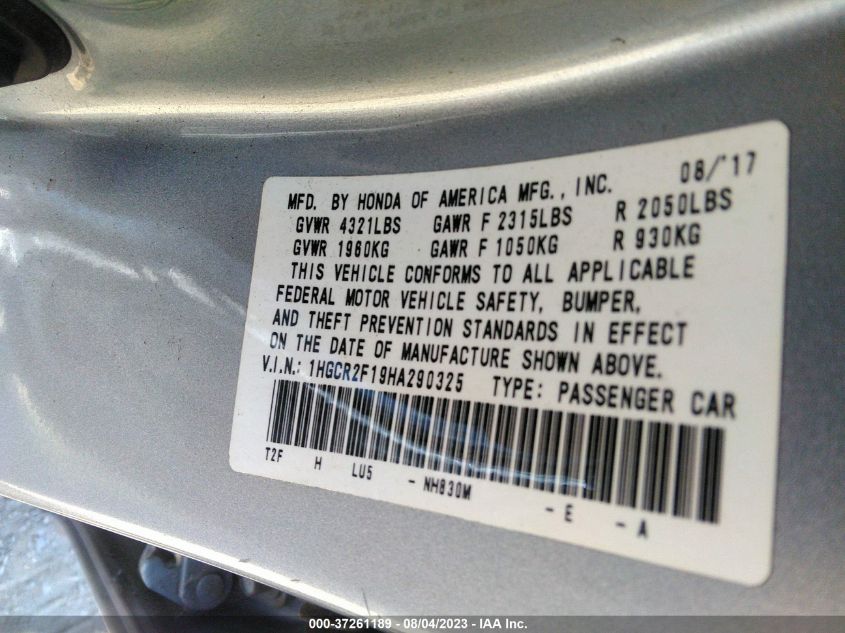 08/'17
MFD. BY HONDA OF AMERICA MFG., INC.
GVWR 4321LBS GAWR F 2315LBS R 2050LBS
GVWR 1960KG GAWR F 1050KG R 930KG
THIS VEHICLE CONFORMS TO ALL APPLICABLE
FEDERAL MOTOR VEHICLE SAFETY, BUMPER,
AND THEFT PREVENTION STANDARDS IN EFFECT
ON THE DATE OF MANUFACTURE SHOWN ABOVE.
V.I.N.: 1HGCR2F19HA290325 TYPE: PASSENGER CAR
T2F H LU5 - NH830M - E - A
000-37261189 - 08/04/2023 - IAA Inc.